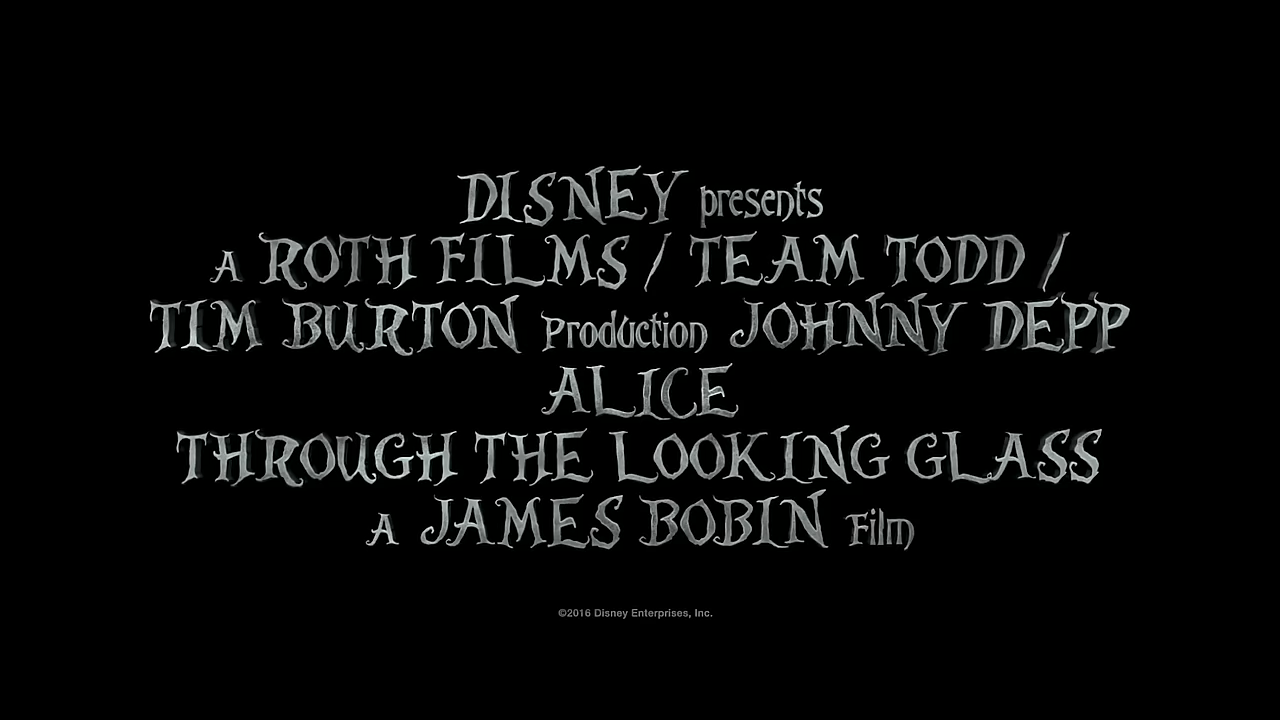 DISNEY presents
A ROTH FILMS / TEAM TODD /
TIM BURTON Production JOHNNY DEPP
ALICE
THROUGH THE LOOKING GLASS
A JAMES BOBIN Film
©2016 Disney Enterprises, Inc.